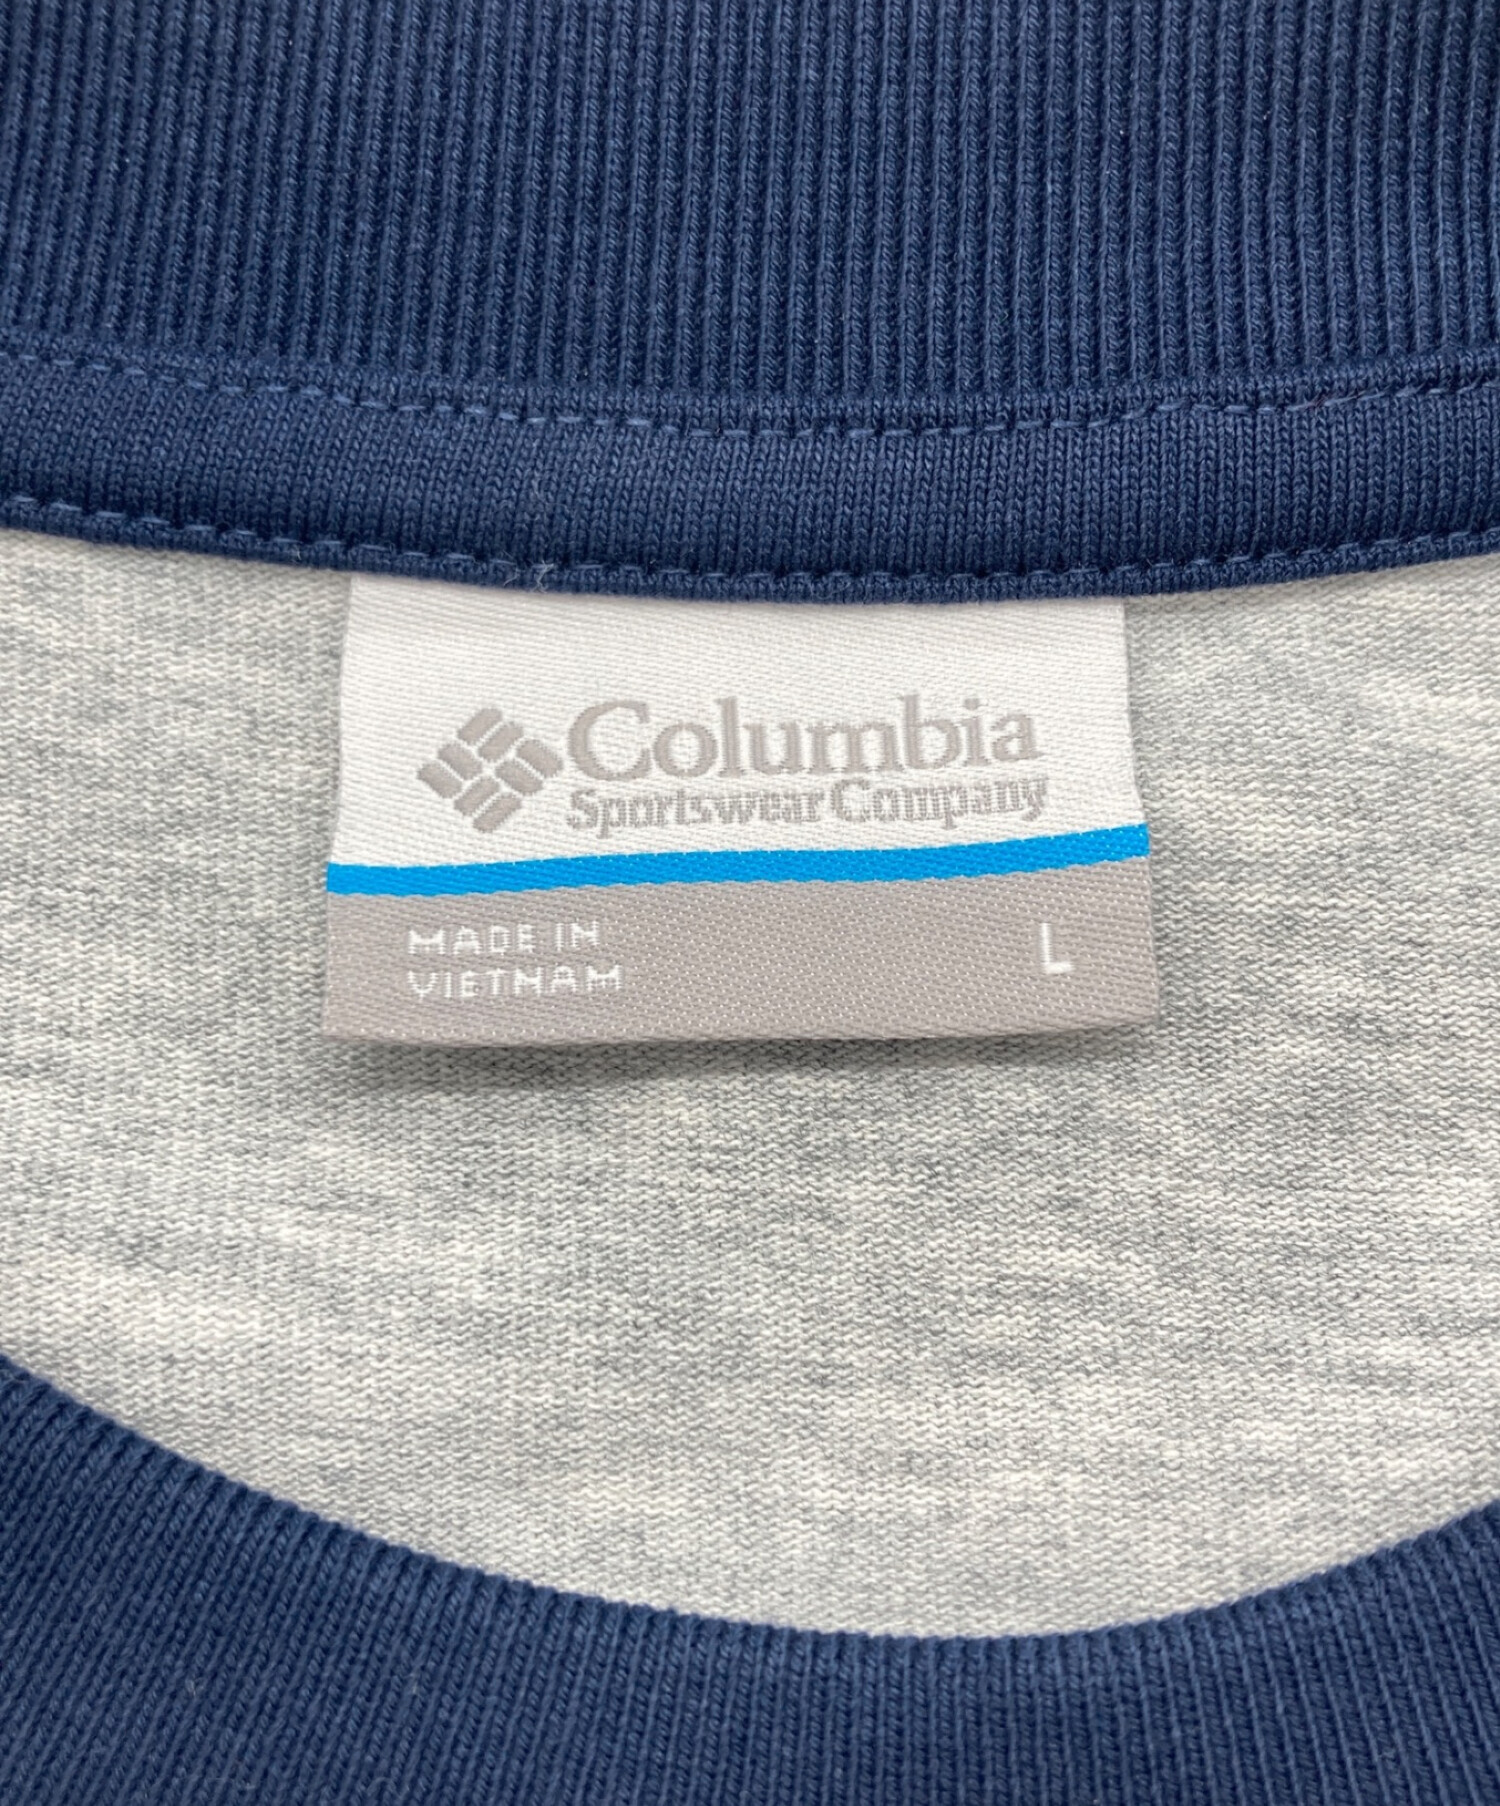 Columbia
Sportswear Company
MADE IN
VIETNAM
L